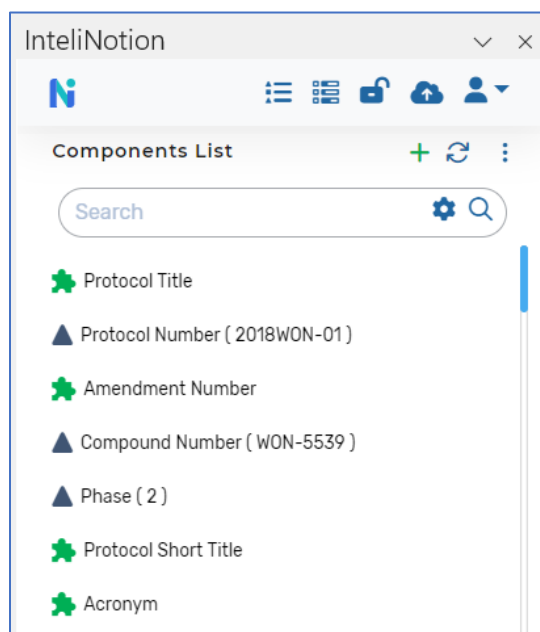 InteliNotion
Components List
Search
Protocol Title
Protocol Number ( 2018WON-01 )
Amendment Number
Compound Number ( WON-5539 )
Phase ( 2 )
Protocol Short Title
Acronym